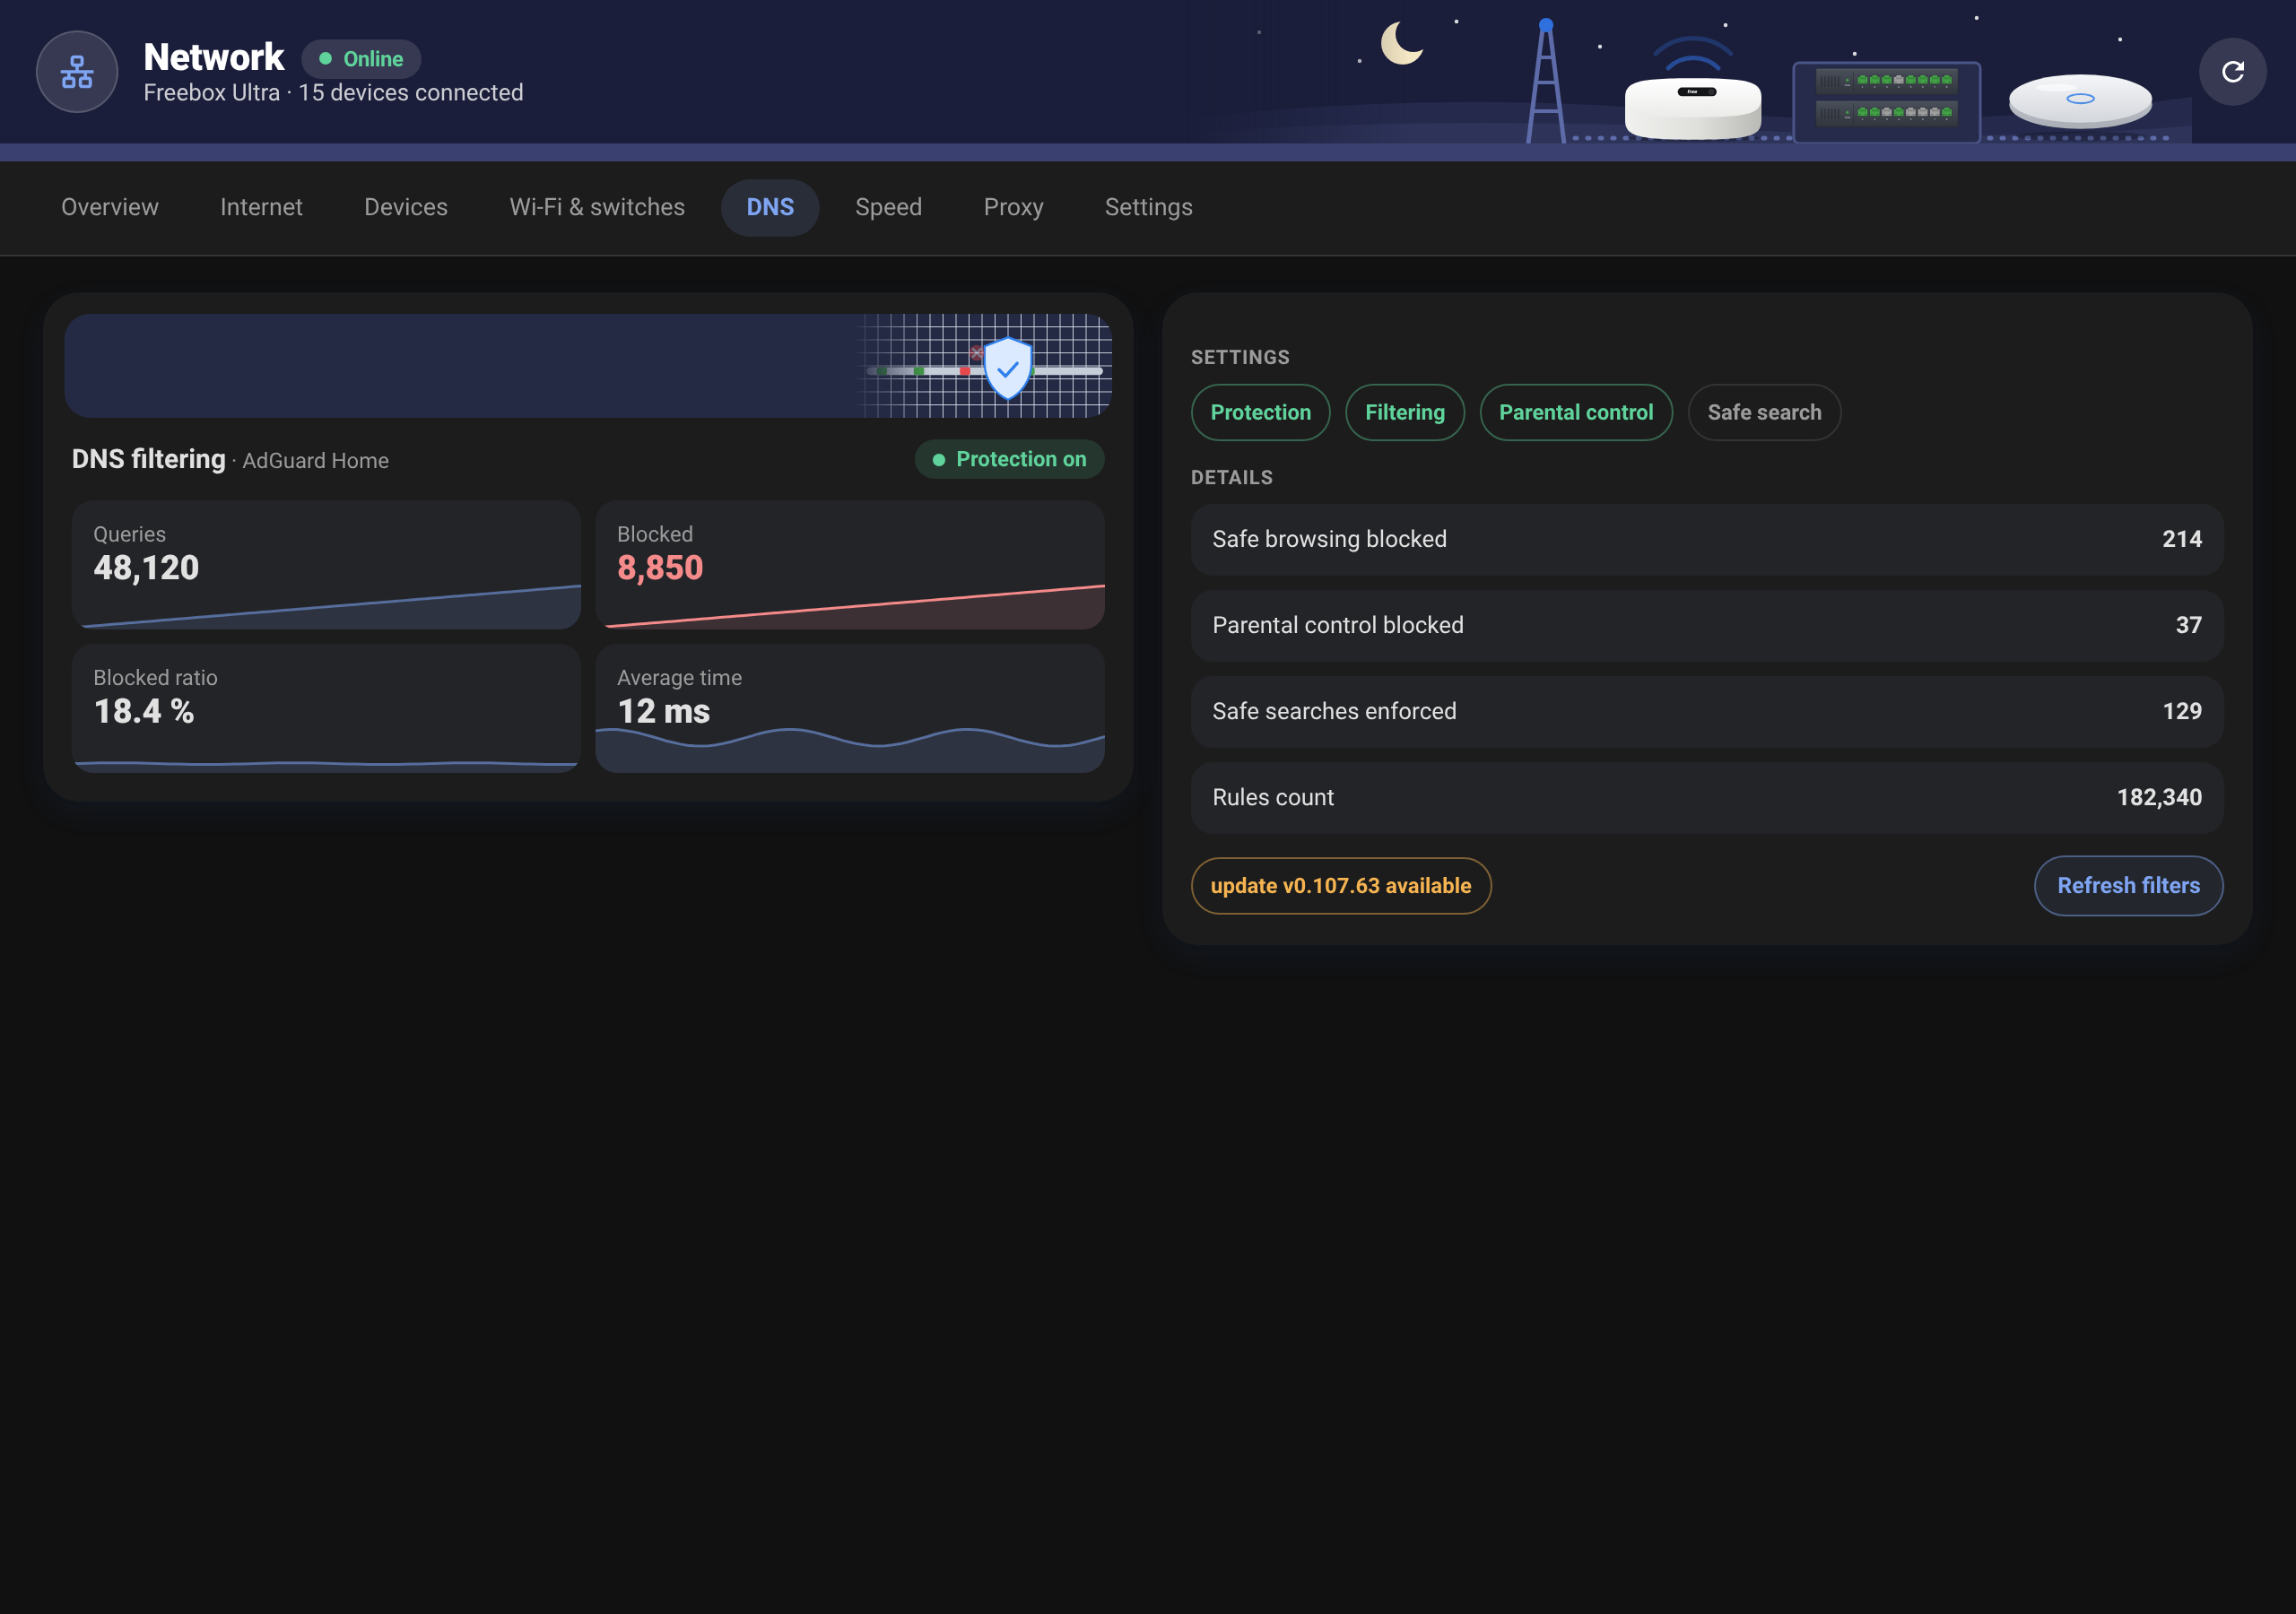 Network
Online
Freebox Ultra · 15 devices connected
free
Overview
Internet
Devices
Wi-Fi & switches
DNS
Speed
Proxy
Settings
DNS filtering · AdGuard Home
Protection on
Queries
48,120
Blocked
8,850
Blocked ratio
18.4 %
Average time
12 ms
SETTINGS
Protection
Filtering
Parental control
Safe search
DETAILS
Safe browsing blocked
214
Parental control blocked
37
Safe searches enforced
129
Rules count
182,340
update v0.107.63 available
Refresh filters